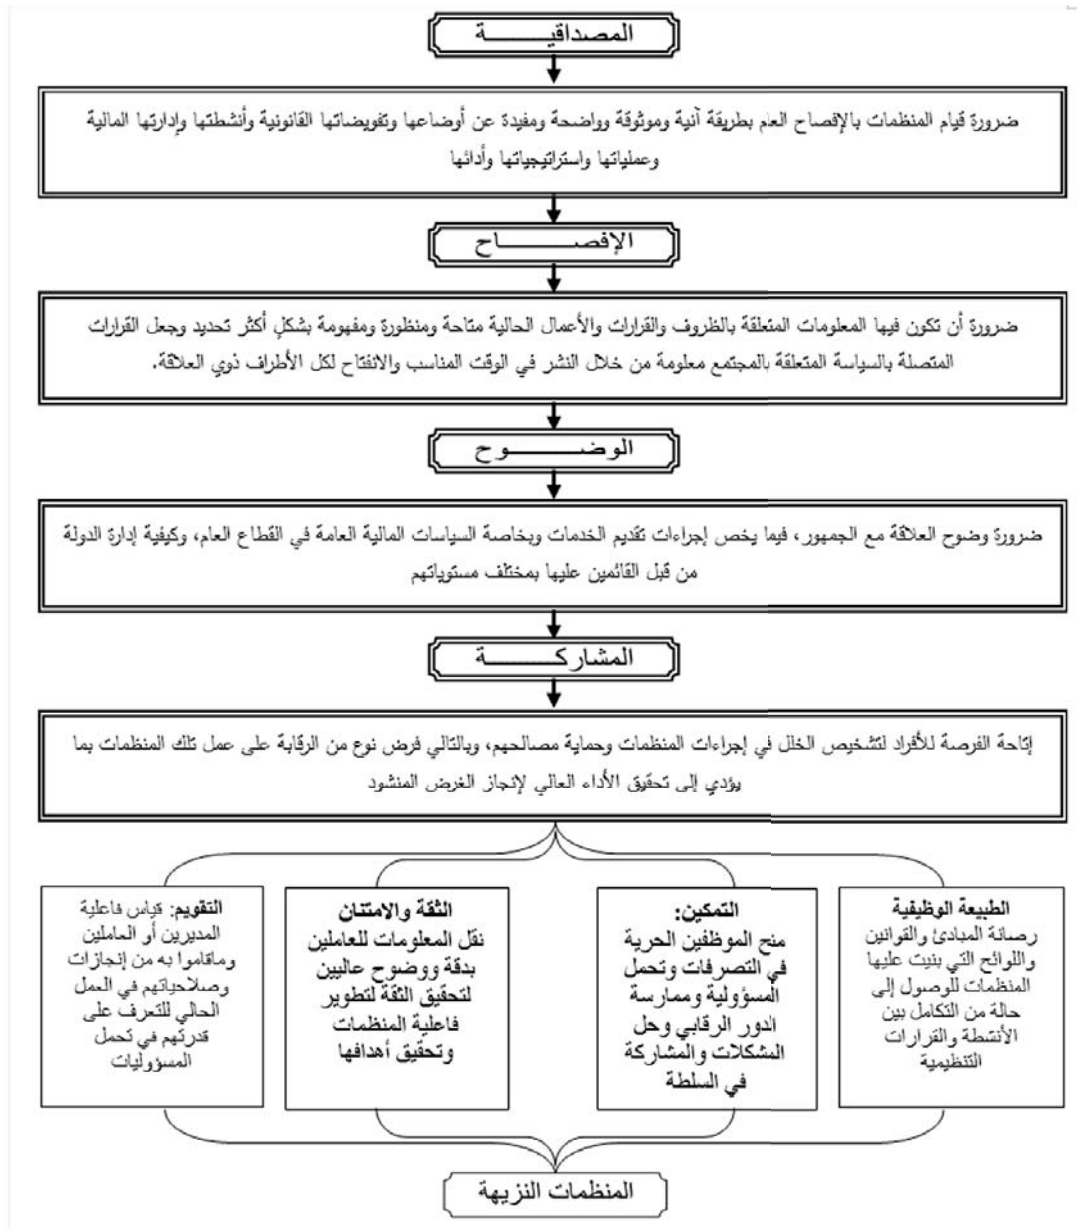 المصداقيـــــــة
ضرورة قيام المنظمات بالإفصاح العام بطريقة آنية وموثوقة وواضحة ومفيدة عن أوضاعها وتفويضاتها القانونية وأنشطتها وإدارتها المالية
وعملياتها واستراتيجياتها وأدائها
الإفصـــــــاح
ضرورة أن تكون فيها المعلومات المتعلقة بالظروف والقرارات والأعمال الحالية متاحة ومنظورة ومفهومة بشكلٍ أكثر تحديد وجعل القرارات
المتصلة بالسياسة المتعلقة بالمجتمع معلومة من خلال النشر في الوقت المناسب والانفتاح لكل الأطراف ذوي العلاقة.
الوضـــــــوح
ضرورة وضوح العلاقة مع الجمهور، فيما يخص إجراءات تقديم الخدمات وبخاصة السياسات المالية العامة في القطاع العام، وكيفية إدارة الدولة
من قبل القائمين عليها بمختلف مستوياتهم
المشاركـــــــة
إتاحة الفرصة للأفراد لتشخيص الخلل في إجراءات المنظمات وحماية مصالحهم، وبالتالي فرض نوع من الرقابة على عمل تلك المنظمات بما
يؤدي إلى تحقيق الأداء العالي لإنجاز الغرض المنشود
الطبيعة الوظيفية
رصانة المبادئ والقوانين
واللوائح التي بنيت عليها
المنظمات للوصول إلى
حالة من التكامل بين
الأنشطة والقرارات
التنظيمية
التمكين:
منح الموظفين الحرية
في التصرفات وتحمل
المسؤولية وممارسة
الدور الرقابي وحل
المشكلات والمشاركة
في السلطة
الثقة والامتنان
نقل المعلومات للعاملين
بدقة ووضوح عاليين
لتحقيق الثقة لتطوير
فاعلية المنظمات
وتحقيق أهدافها
التقويم: قياس فاعلية
المديرين أو العاملين
وماقاموا به من إنجازات
وصلاحياتهم في العمل
الحالي للتعرف على
قدرتهم في تحمل
المسؤوليات
المنظمات النزيهة